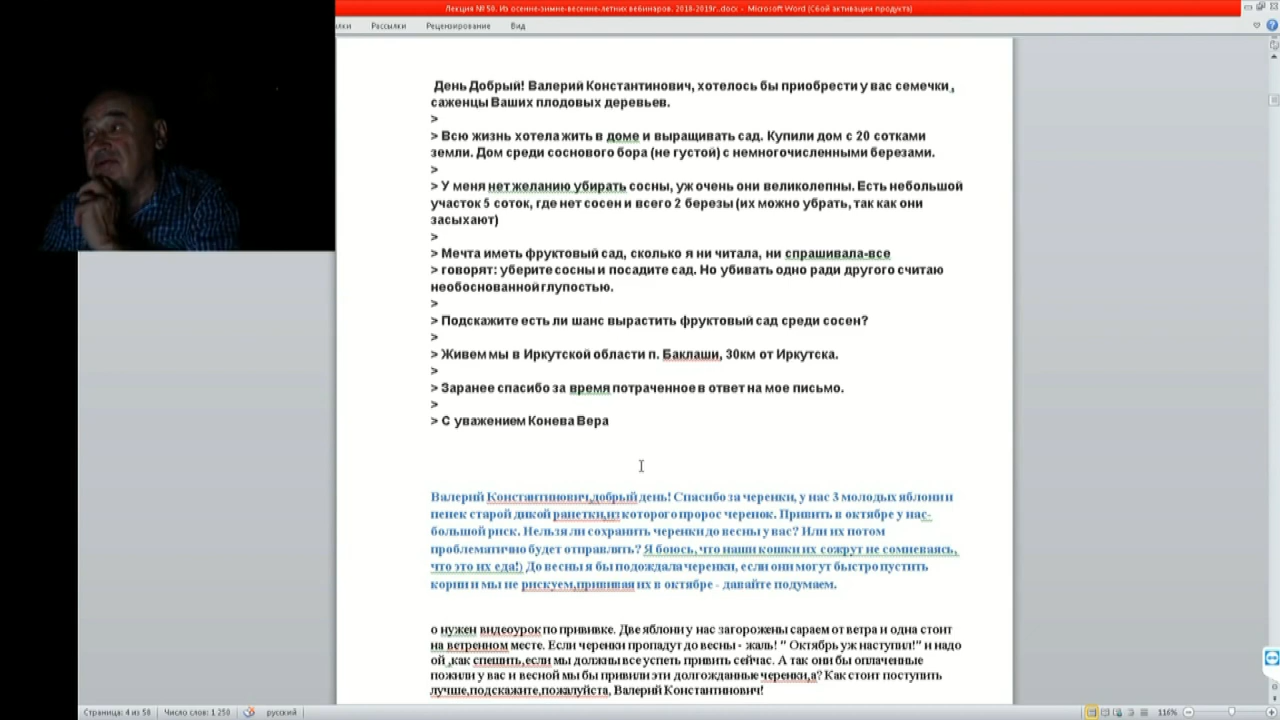 Лекция № 50. Из осенне-зимне-весенне-летних вебинаров. 2018-2019г..docx - Microsoft Word (Сбой активации продукта)
лки Рассылки Рецензирование Вид
День Добрый! Валерий Константинович, хотелось бы приобрести у вас семечки ,
саженцы Ваших плодовых деревьев.
>
> Всю жизнь хотела жить в доме и выращивать сад. Купили дом с 20 сотками
земли. Дом среди соснового бора (не густой) с немногочисленными березами.
>
> У меня нет желанию убирать сосны, уж очень они великолепны. Есть небольшой
участок 5 соток, где нет сосен и всего 2 березы (их можно убрать, так как они
засыхают)
>
> Мечта иметь фруктовый сад, сколько я ни читала, ни спрашивала-все
> говорят: уберите сосны и посадите сад. Но убивать одно ради другого считаю
необоснованной глупостью.
>
> Подскажите есть ли шанс вырастить фруктовый сад среди сосен?
>
> Живем мы в Иркутской области п. Баклаши, 30км от Иркутска.
>
> Заранее спасибо за время потраченное в ответ на мое письмо.
>
> С уважением Конева Вера
Валерий Константинович,добрый день! Спасибо за черенки, у нас 3 молодых яблони и
пенек старой дикой ранетки,из которого пророс черенок. Привить в октябре у нас-
большой риск. Нельзя ли сохранить черенки до весны у вас? Или их потом
проблематично будет отправлять? Я боюсь, что наши кошки их сожрут не сомневаясь,
что это их еда!) До весны я бы подождала черенки, если они могут быстро пустить
корни и мы не рискуем,прививая их в октябре - давайте подумаем.
о нужен видеоурок по прививке. Две яблони у нас загорожены сараем от ветра и одна стоит
на ветренном месте. Если черенки пропадут до весны - жаль! " Октябрь уж наступил!" и надо
ой ,как спешить,если мы должны все успеть привить сейчас. А так они бы оплаченные
пожили у вас и весной мы бы привили эти долгожданные черенки,а? Как стоит поступить
лучше,подскажите,пожалуйста, Валерий Константинович!
Страница: 4 из 58 Число слов: 1 250 русский 116%